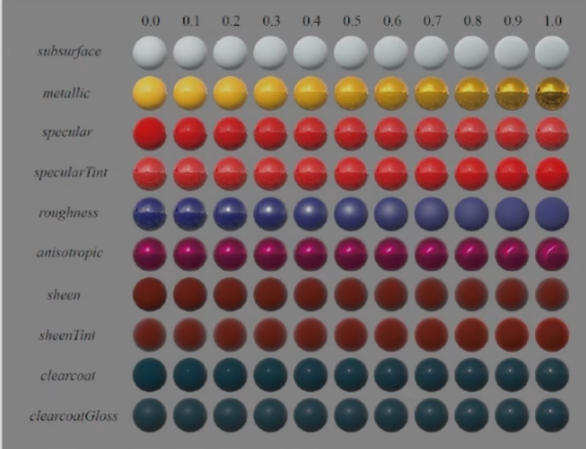 0.0 0.1 0.2 0.3 0.4 0.5 0.6 0.7 0.8 0.9 1.0
subsurface
metallic
specular
specularTint
roughness
anisotropic
sheen
sheenTint
clearcoat
clearcoatGloss